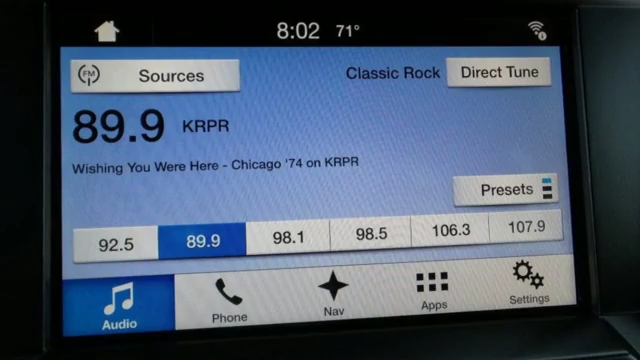 8:02 71°
FM Sources Classic Rock Direct Tune
89.9 KRPR
Wishing You Were Here - Chicago '74 on KRPR
Presets
92.5 89.9 98.1 98.5 106.3 107.9
Audio Phone Nav Apps Settings